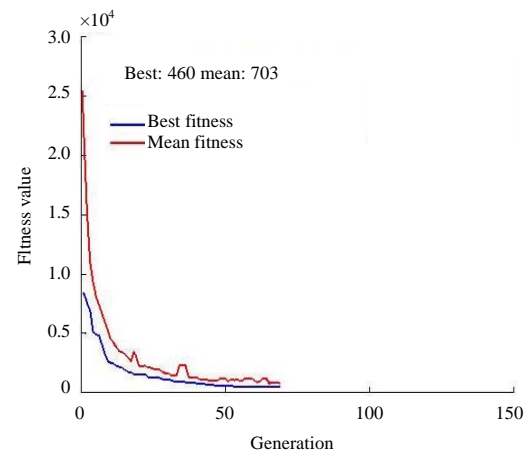 ×10⁴
3.0
Best: 460 mean: 703
2.5
Best fitness
Mean fitness
2.0
1.5
1.0
0.5
0
Fltness value
0 50 100 150
Generation